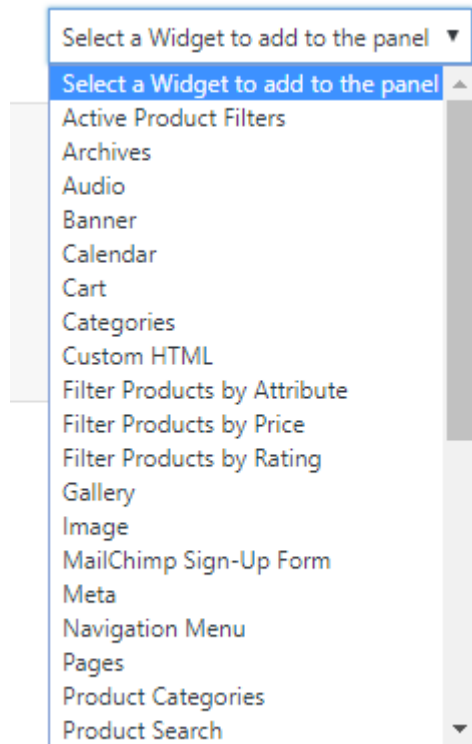 Select a Widget to add to the panel
Select a Widget to add to the panel
Active Product Filters
Archives
Audio
Banner
Calendar
Cart
Categories
Custom HTML
Filter Products by Attribute
Filter Products by Price
Filter Products by Rating
Gallery
Image
MailChimp Sign-Up Form
Meta
Navigation Menu
Pages
Product Categories
Product Search